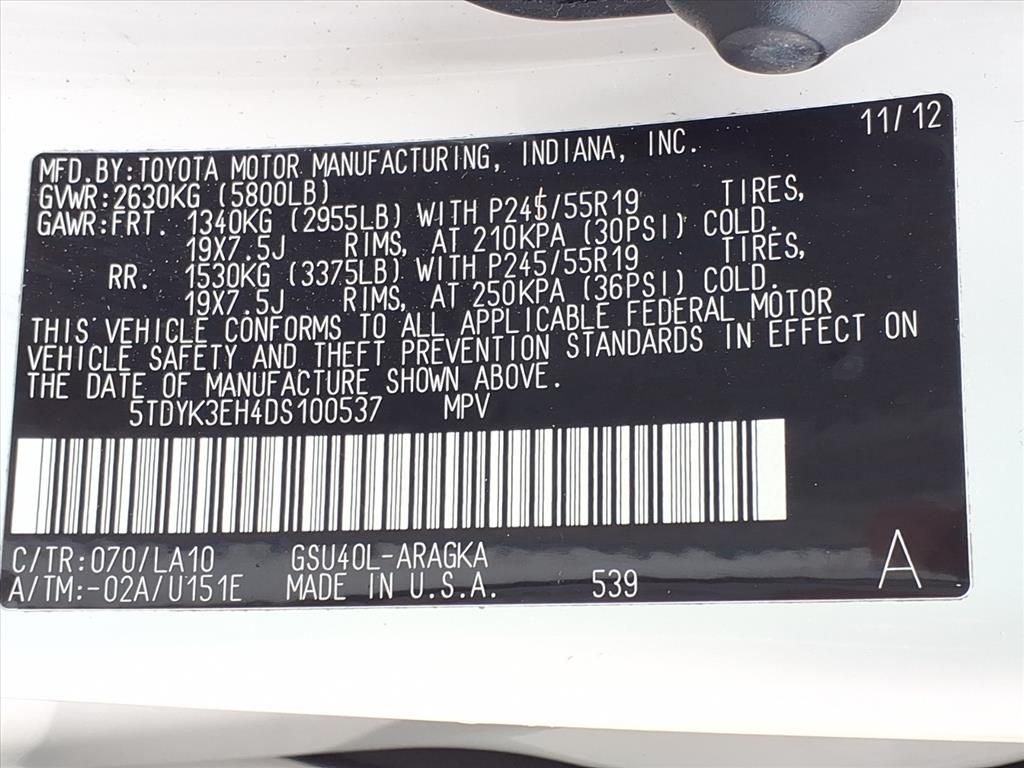 11/12
MFD.BY:TOYOTA MOTOR MANUFACTURING, INDIANA, INC.
GVWR:2630KG (5800LB)
GAWR:FRT. 1340KG (2955LB) WITH P245/55R19 TIRES,
19X7.5J RIMS, AT 210KPA (30PSI) COLD.
RR. 1530KG (3375LB) WITH P245/55R19 TIRES,
19X7.5J RIMS, AT 250KPA (36PSI) COLD.
THIS VEHICLE CONFORMS TO ALL APPLICABLE FEDERAL MOTOR
VEHICLE SAFETY AND THEFT PREVENTION STANDARDS IN EFFECT ON
THE DATE OF MANUFACTURE SHOWN ABOVE.
5TDYK3EH4DS100537 MPV
C/TR:070/LA10 GSU40L-ARAGKA
A/TM:-02A/U151E MADE IN U.S.A. 539 A